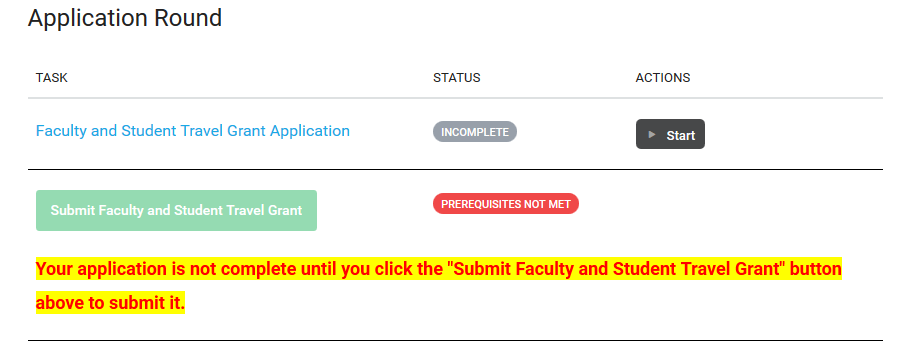 Application Round
TASK STATUS ACTIONS
Faculty and Student Travel Grant Application INCOMPLETE Start
Submit Faculty and Student Travel Grant PREREQUISITES NOT MET
Your application is not complete until you click the "Submit Faculty and Student Travel Grant" button
above to submit it.